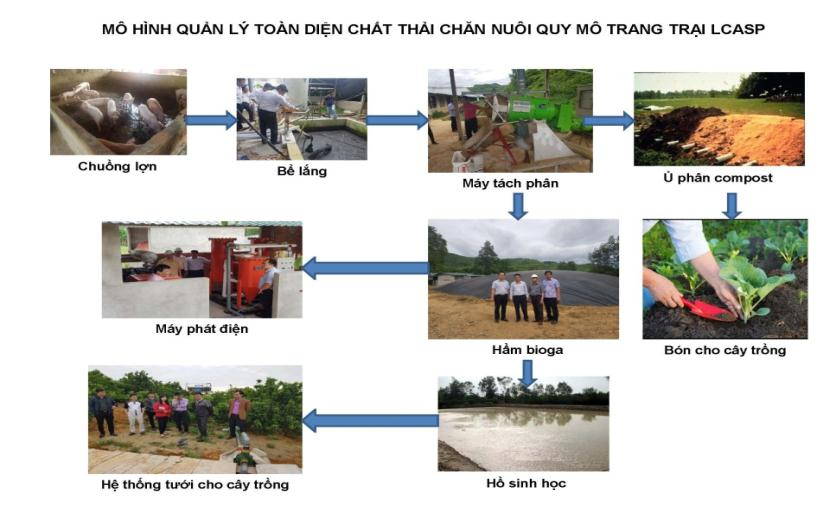 MÔ HÌNH QUẢN LÝ TOÀN DIỆN CHẤT THẢI CHĂN NUÔI QUY MÔ TRANG TRẠI LCASP
Chuồng lợn
Bể lắng
Máy tách phân
Ủ phân compost
Máy phát điện
Hầm bioga
Bón cho cây trồng
Hệ thống tưới cho cây trồng
Hồ sinh học